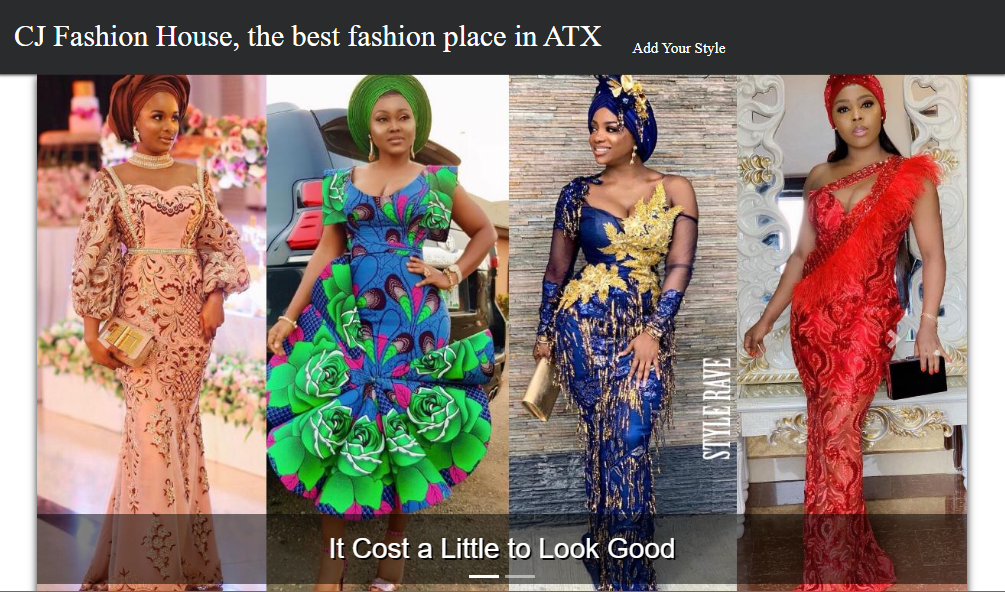 CJ Fashion House, the best fashion place in ATX
Add Your Style
STYLE RAVE
It Cost a Little to Look Good